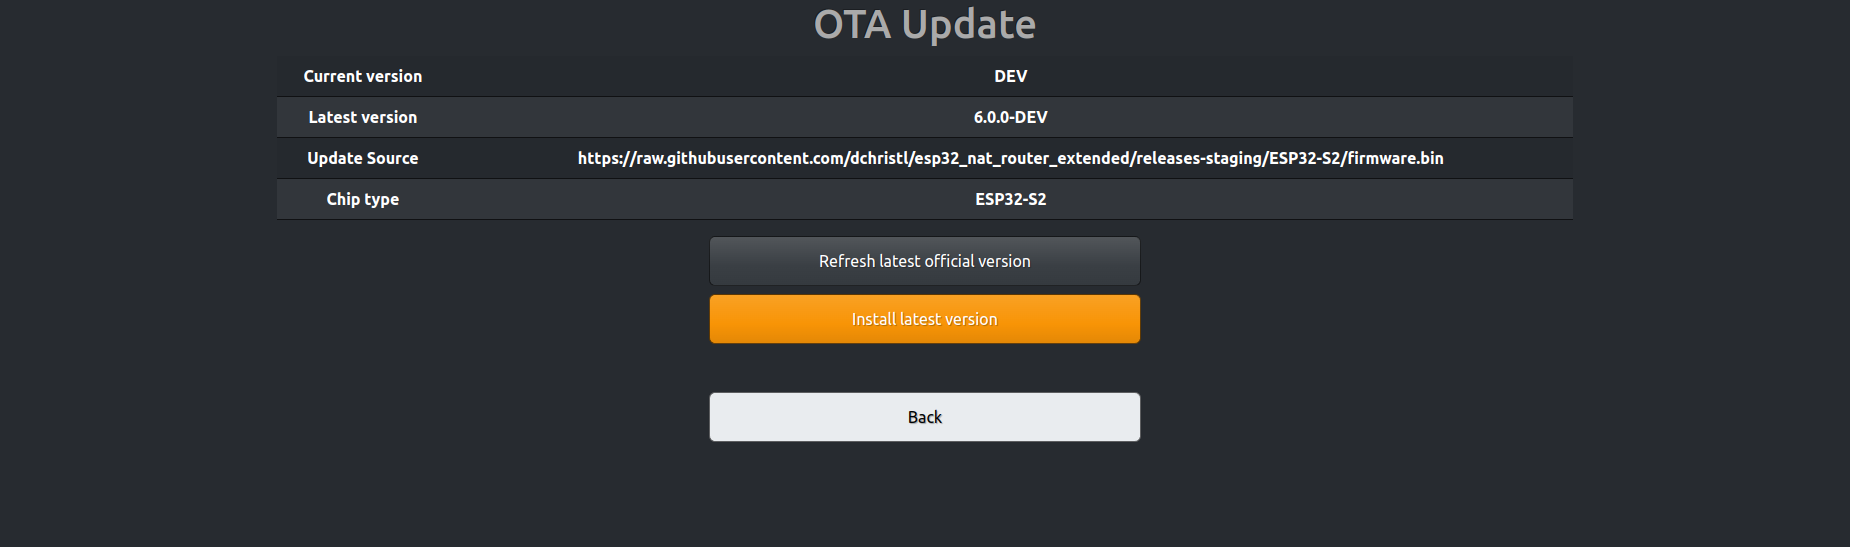 OTA Update
Current version DEV
Latest version 6.0.0-DEV
Update Source https://raw.githubusercontent.com/dchristl/esp32_nat_router_extended/releases-staging/ESP32-S2/firmware.bin
Chip type ESP32-S2
Refresh latest official version
Install latest version
Back